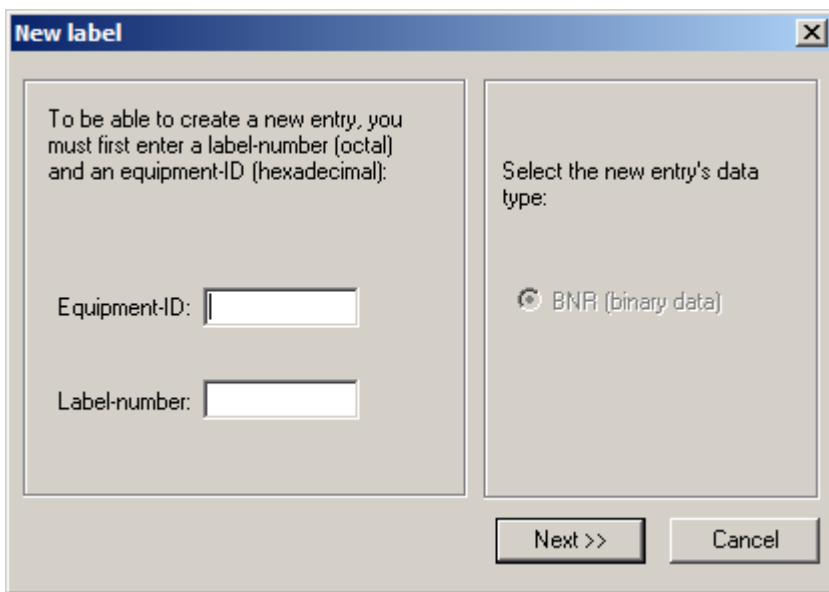 New label
To be able to create a new entry, you
must first enter a label-number (octal)
and an equipment-ID (hexadecimal):
Equipment-ID:
Label-number:
Select the new entry's data
type:
BNR (binary data)
Next >>
Cancel